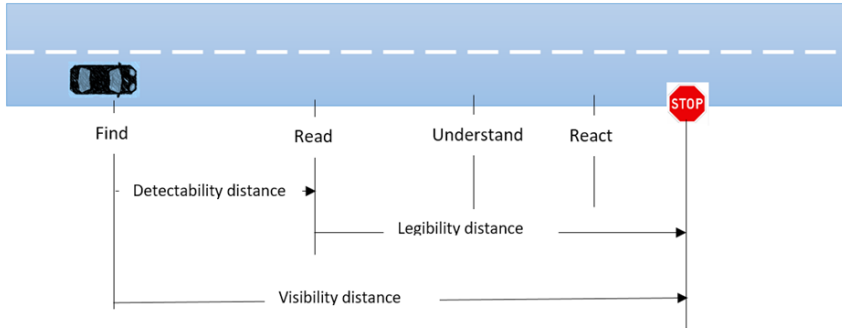 STOP
Find
Read
Understand
React
Detectability distance
Legibility distance
Visibility distance